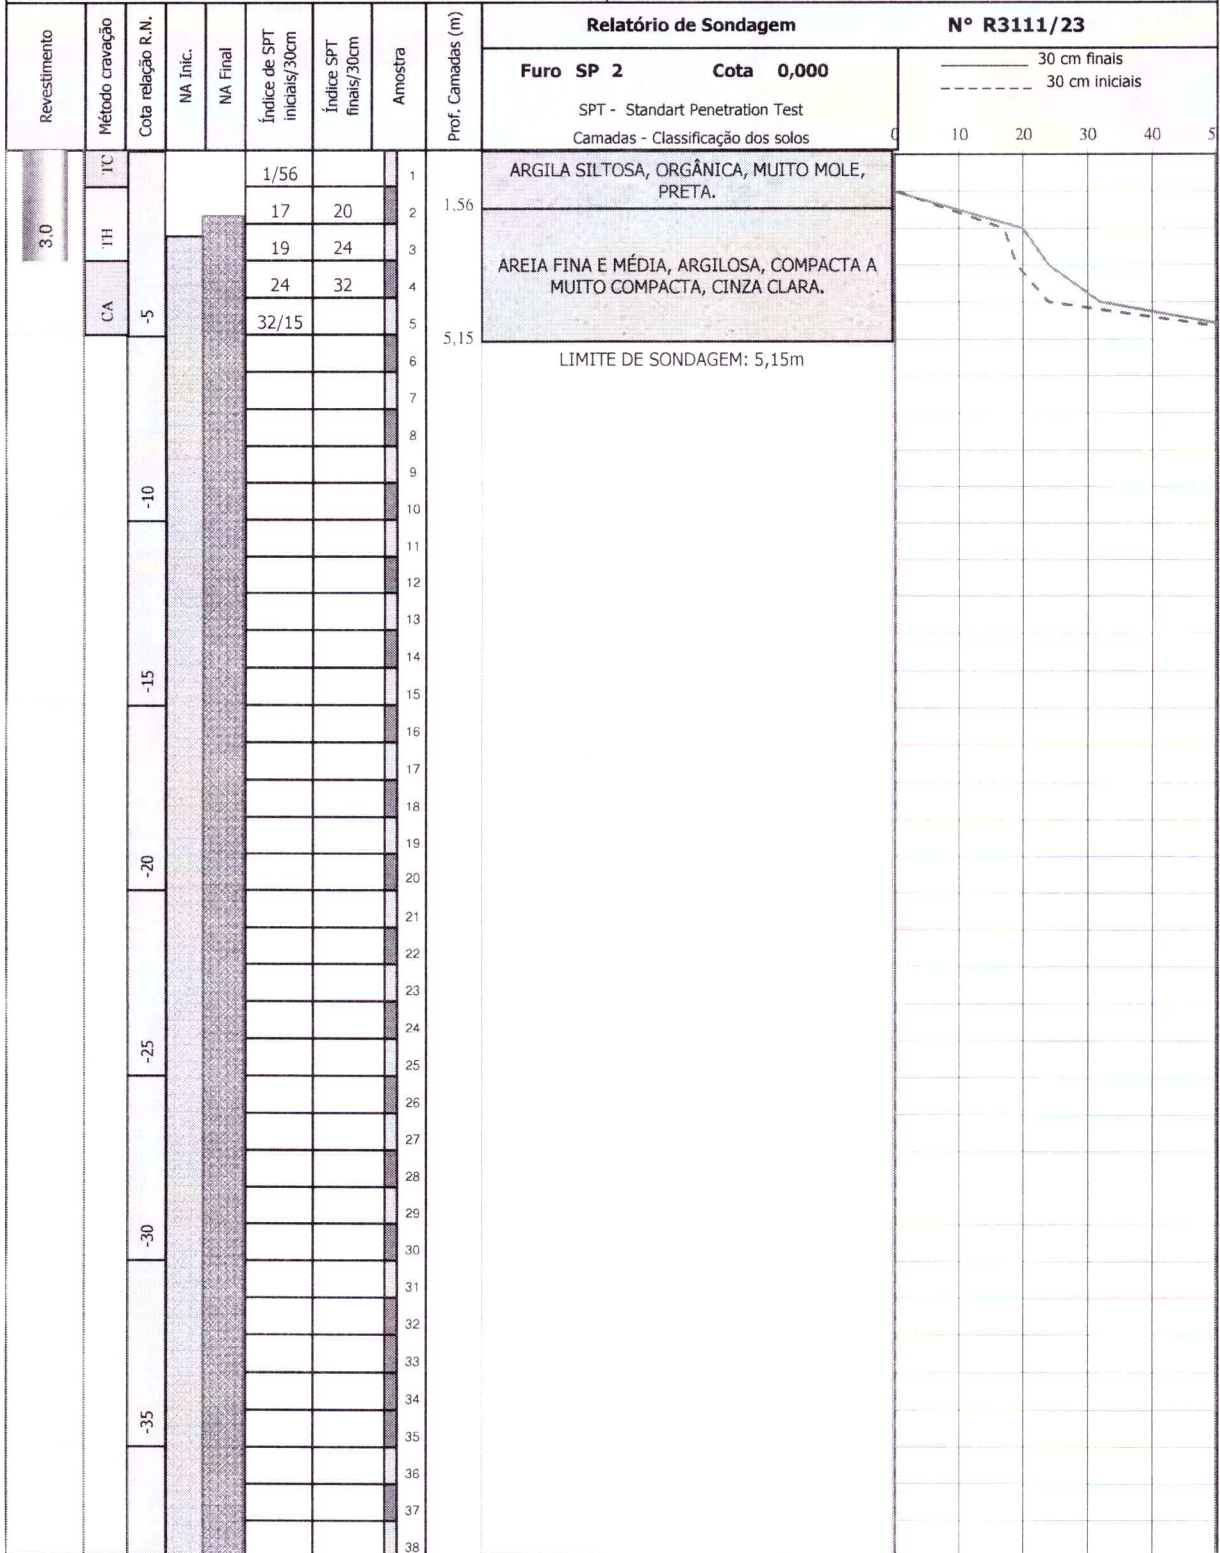 Revestimento
Método cravação
Cota relação R.N.
NA Inic.
NA Final
Índice de SPT
iniciais/30cm
Índice SPT
finais/30cm
Amostra
Prof. Camadas (m)
Relatório de Sondagem
N° R3111/23
Furo SP 2 Cota 0,000
SPT - Standart Penetration Test
Camadas - Classificação dos solos
30 cm finais
30 cm iniciais
0 10 20 30 40 5
3,0
TC
TH
CA
-5
-10
-15
-20
-25
-30
-35
1/56
17 20
19 24
24 32
32/15
1
2
3
4
5
6
7
8
9
10
11
12
13
14
15
16
17
18
19
20
21
22
23
24
25
26
27
28
29
30
31
32
33
34
35
36
37
38
1,56
5,15
ARGILA SILTOSA, ORGÂNICA, MUITO MOLE,
PRETA.
AREIA FINA E MÉDIA, ARGILOSA, COMPACTA A
MUITO COMPACTA, CINZA CLARA.
LIMITE DE SONDAGEM: 5,15m